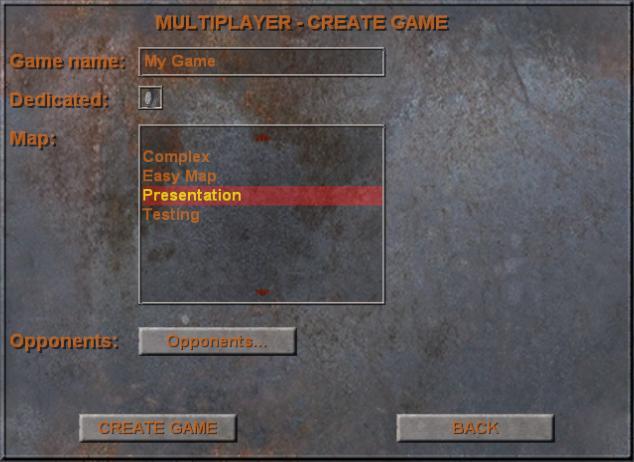 MULTIPLAYER - CREATE GAME
Game name: My Game
Dedicated:
Map:
Complex
Easy Map
Presentation
Testing
Opponents: Opponents...
CREATE GAME BACK